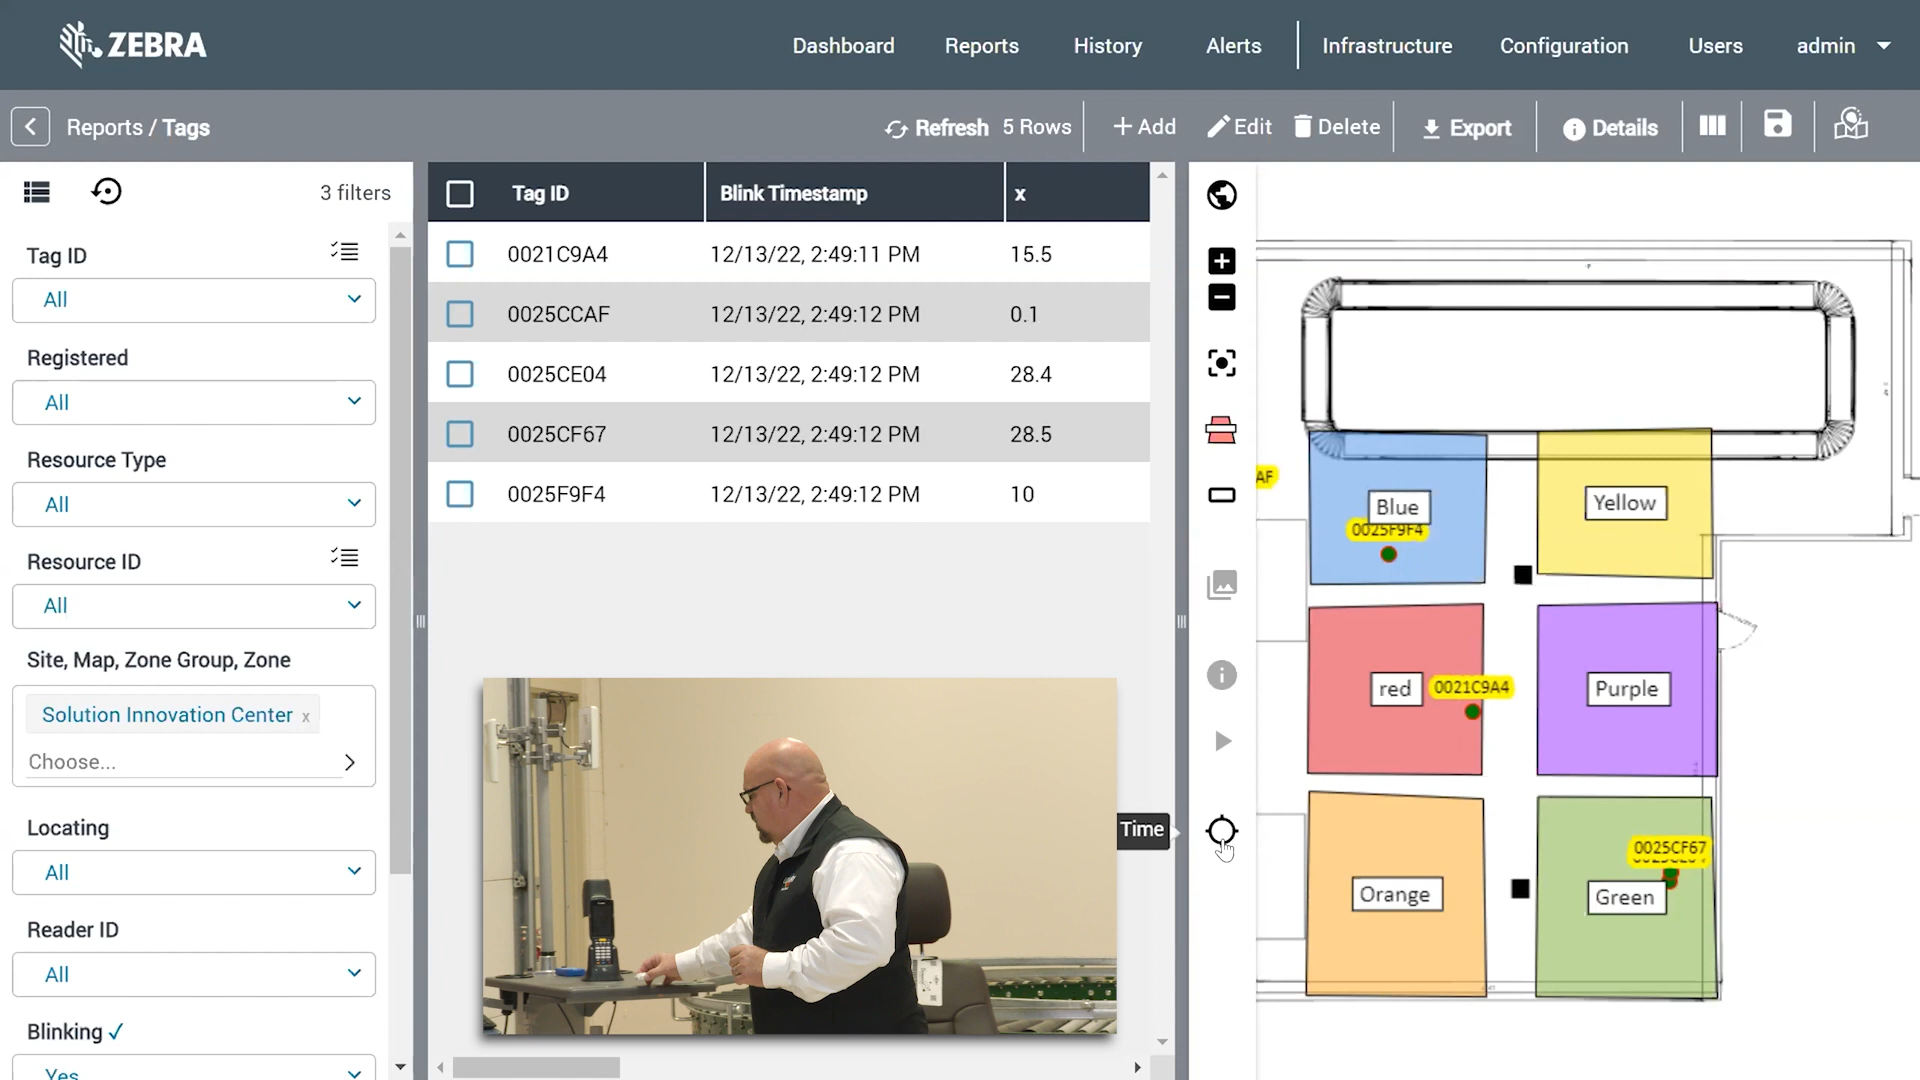 ZEBRA
Dashboard Reports History Alerts Infrastructure Configuration Users admin
Reports / Tags
Refresh 5 Rows Add Edit Delete Export Details
3 filters
Tag ID
All
Registered
All
Resource Type
All
Resource ID
All
Site, Map, Zone Group, Zone
Solution Innovation Center x
Choose...
Locating
All
Reader ID
All
Blinking
Yes
Tag ID Blink Timestamp x
0021C9A4 12/13/22, 2:49:11 PM 15.5
0025CCAF 12/13/22, 2:49:12 PM 0.1
0025CE04 12/13/22, 2:49:12 PM 28.4
0025CF67 12/13/22, 2:49:12 PM 28.5
0025F9F4 12/13/22, 2:49:12 PM 10
Time
AF
Blue
0025F9F4
Yellow
red
0021C9A4
Purple
Orange
0025CF67
Green